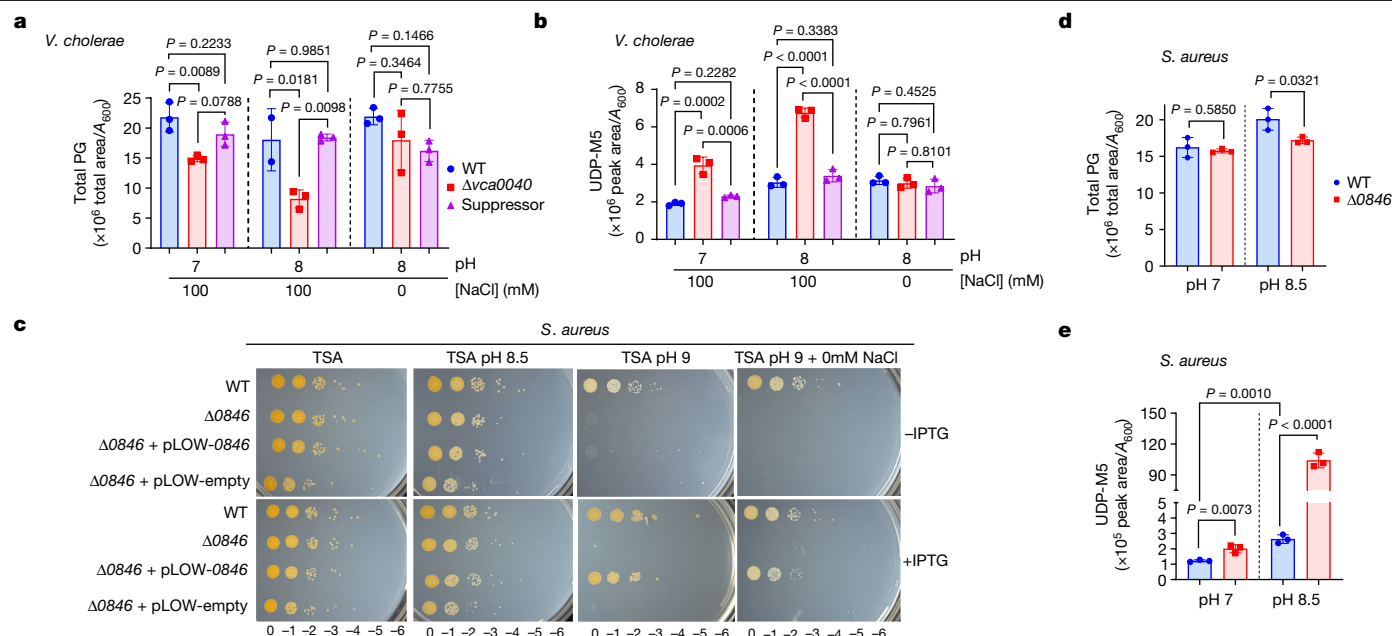 a
V. cholerae
P = 0.2233
P = 0.0089
P = 0.0788
P = 0.9851
P = 0.0181
P = 0.0098
P = 0.1466
P = 0.3464
P = 0.7755
Total PG
(×10⁶ total area/A₆₀₀)
25
20
15
10
5
0
WT
Δvca0040
Suppressor
7 8 8 pH
100 100 0 [NaCl] (mM)
b
V. cholerae
P = 0.2282
P = 0.0002
P = 0.0006
P = 0.3383
P < 0.0001
P < 0.0001
P = 0.4525
P = 0.7961
P = 0.8101
UDP-M5
(×10⁶ peak area/A₆₀₀)
8
6
4
2
0
7 8 8 pH
100 100 0 [NaCl] (mM)
c
S. aureus
TSA TSA pH 8.5 TSA pH 9 TSA pH 9 + 0mM NaCl
WT
Δ0846
Δ0846 + pLOW-0846
Δ0846 + pLOW-empty
–IPTG
WT
Δ0846
Δ0846 + pLOW-0846
Δ0846 + pLOW-empty
+IPTG
0 –1 –2 –3 –4 –5 –6 0 –1 –2 –3 –4 –5 –6 0 –1 –2 –3 –4 –5 –6 0 –1 –2 –3 –4 –5 –6
d
S. aureus
P = 0.5850
P = 0.0321
Total PG
(×10⁶ total area/A₆₀₀)
20
15
10
5
0
WT
Δ0846
pH 7 pH 8.5
e
S. aureus
P = 0.0010
P < 0.0001
P = 0.0073
UDP-M5
(×10⁵ peak area/A₆₀₀)
150
120
90
5
4
3
2
1
0
pH 7 pH 8.5